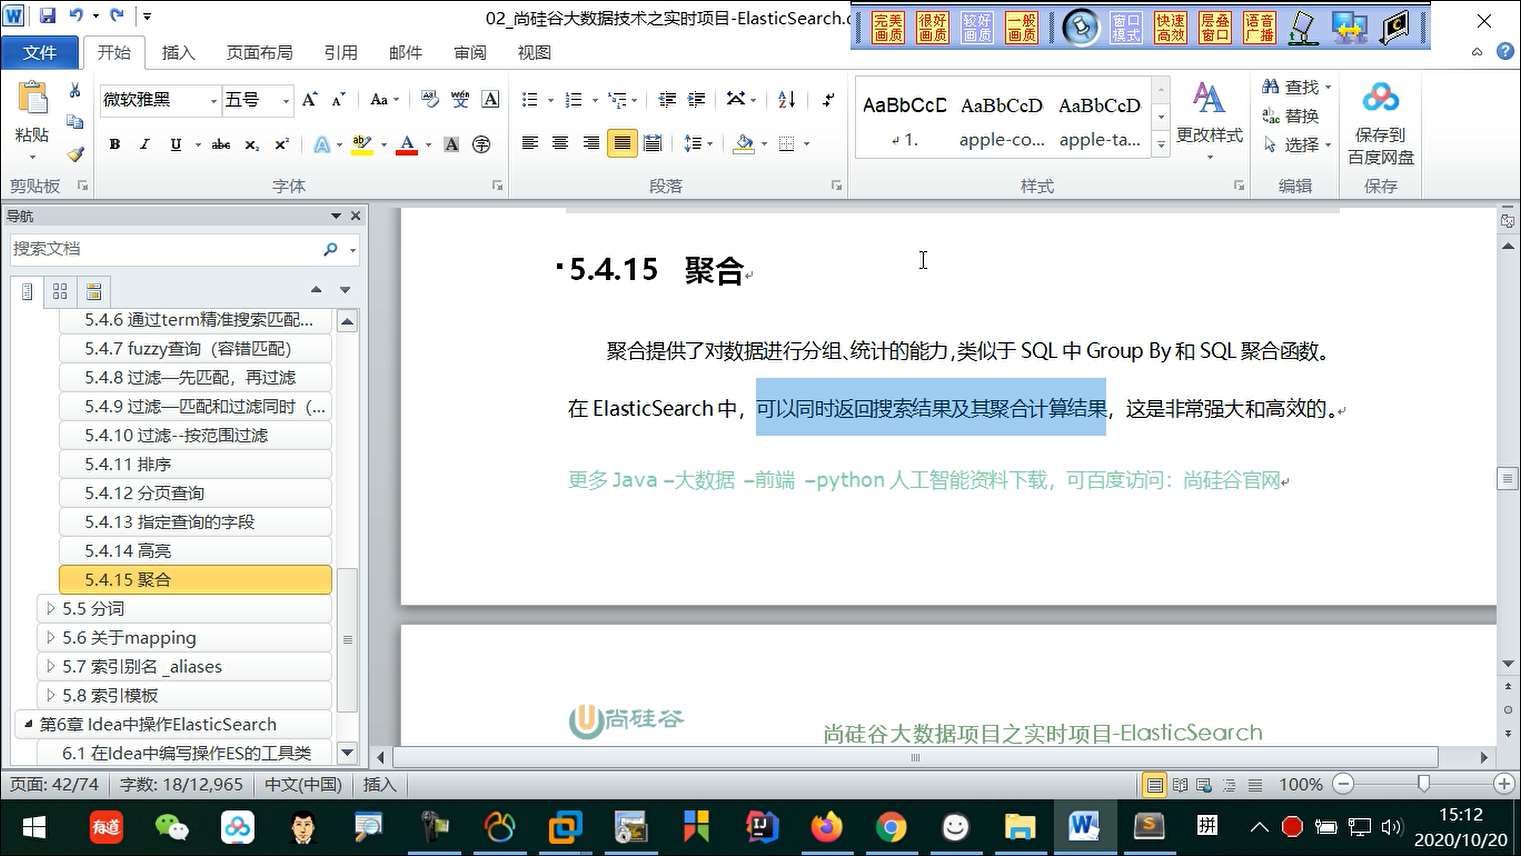 02_尚硅谷大数据技术之实时项目-ElasticSearch.d
完美画质 很好画质 较好画质 一般画质 窗口模式 快速高效 层叠窗口 语音广播
文件 开始 插入 页面布局 引用 邮件 审阅 视图
粘贴
剪贴板
微软雅黑 五号
字体
段落
AaBbCcD AaBbCcD AaBbCcD
1. apple-co... apple-ta...
更改样式
样式
查找
替换
选择
编辑
保存到
百度网盘
保存
导航
搜索文档
5.4.6 通过term精准搜索匹配...
5.4.7 fuzzy查询（容错匹配）
5.4.8 过滤—先匹配，再过滤
5.4.9 过滤—匹配和过滤同时（...
5.4.10 过滤--按范围过滤
5.4.11 排序
5.4.12 分页查询
5.4.13 指定查询的字段
5.4.14 高亮
5.4.15 聚合
5.5 分词
5.6 关于mapping
5.7 索引别名 _aliases
5.8 索引模板
第6章 Idea中操作ElasticSearch
6.1 在Idea中编写操作ES的工具类
5.4.15 聚合
聚合提供了对数据进行分组、统计的能力,类似于 SQL 中 Group By 和 SQL 聚合函数。
在 ElasticSearch 中，可以同时返回搜索结果及其聚合计算结果，这是非常强大和高效的。
更多 Java –大数据 –前端 –python 人工智能资料下载，可百度访问：尚硅谷官网
尚硅谷
尚硅谷大数据项目之实时项目-ElasticSearch
页面: 42/74 字数: 18/12,965 中文(中国) 插入
100%
有道
拼
15:12
2020/10/20